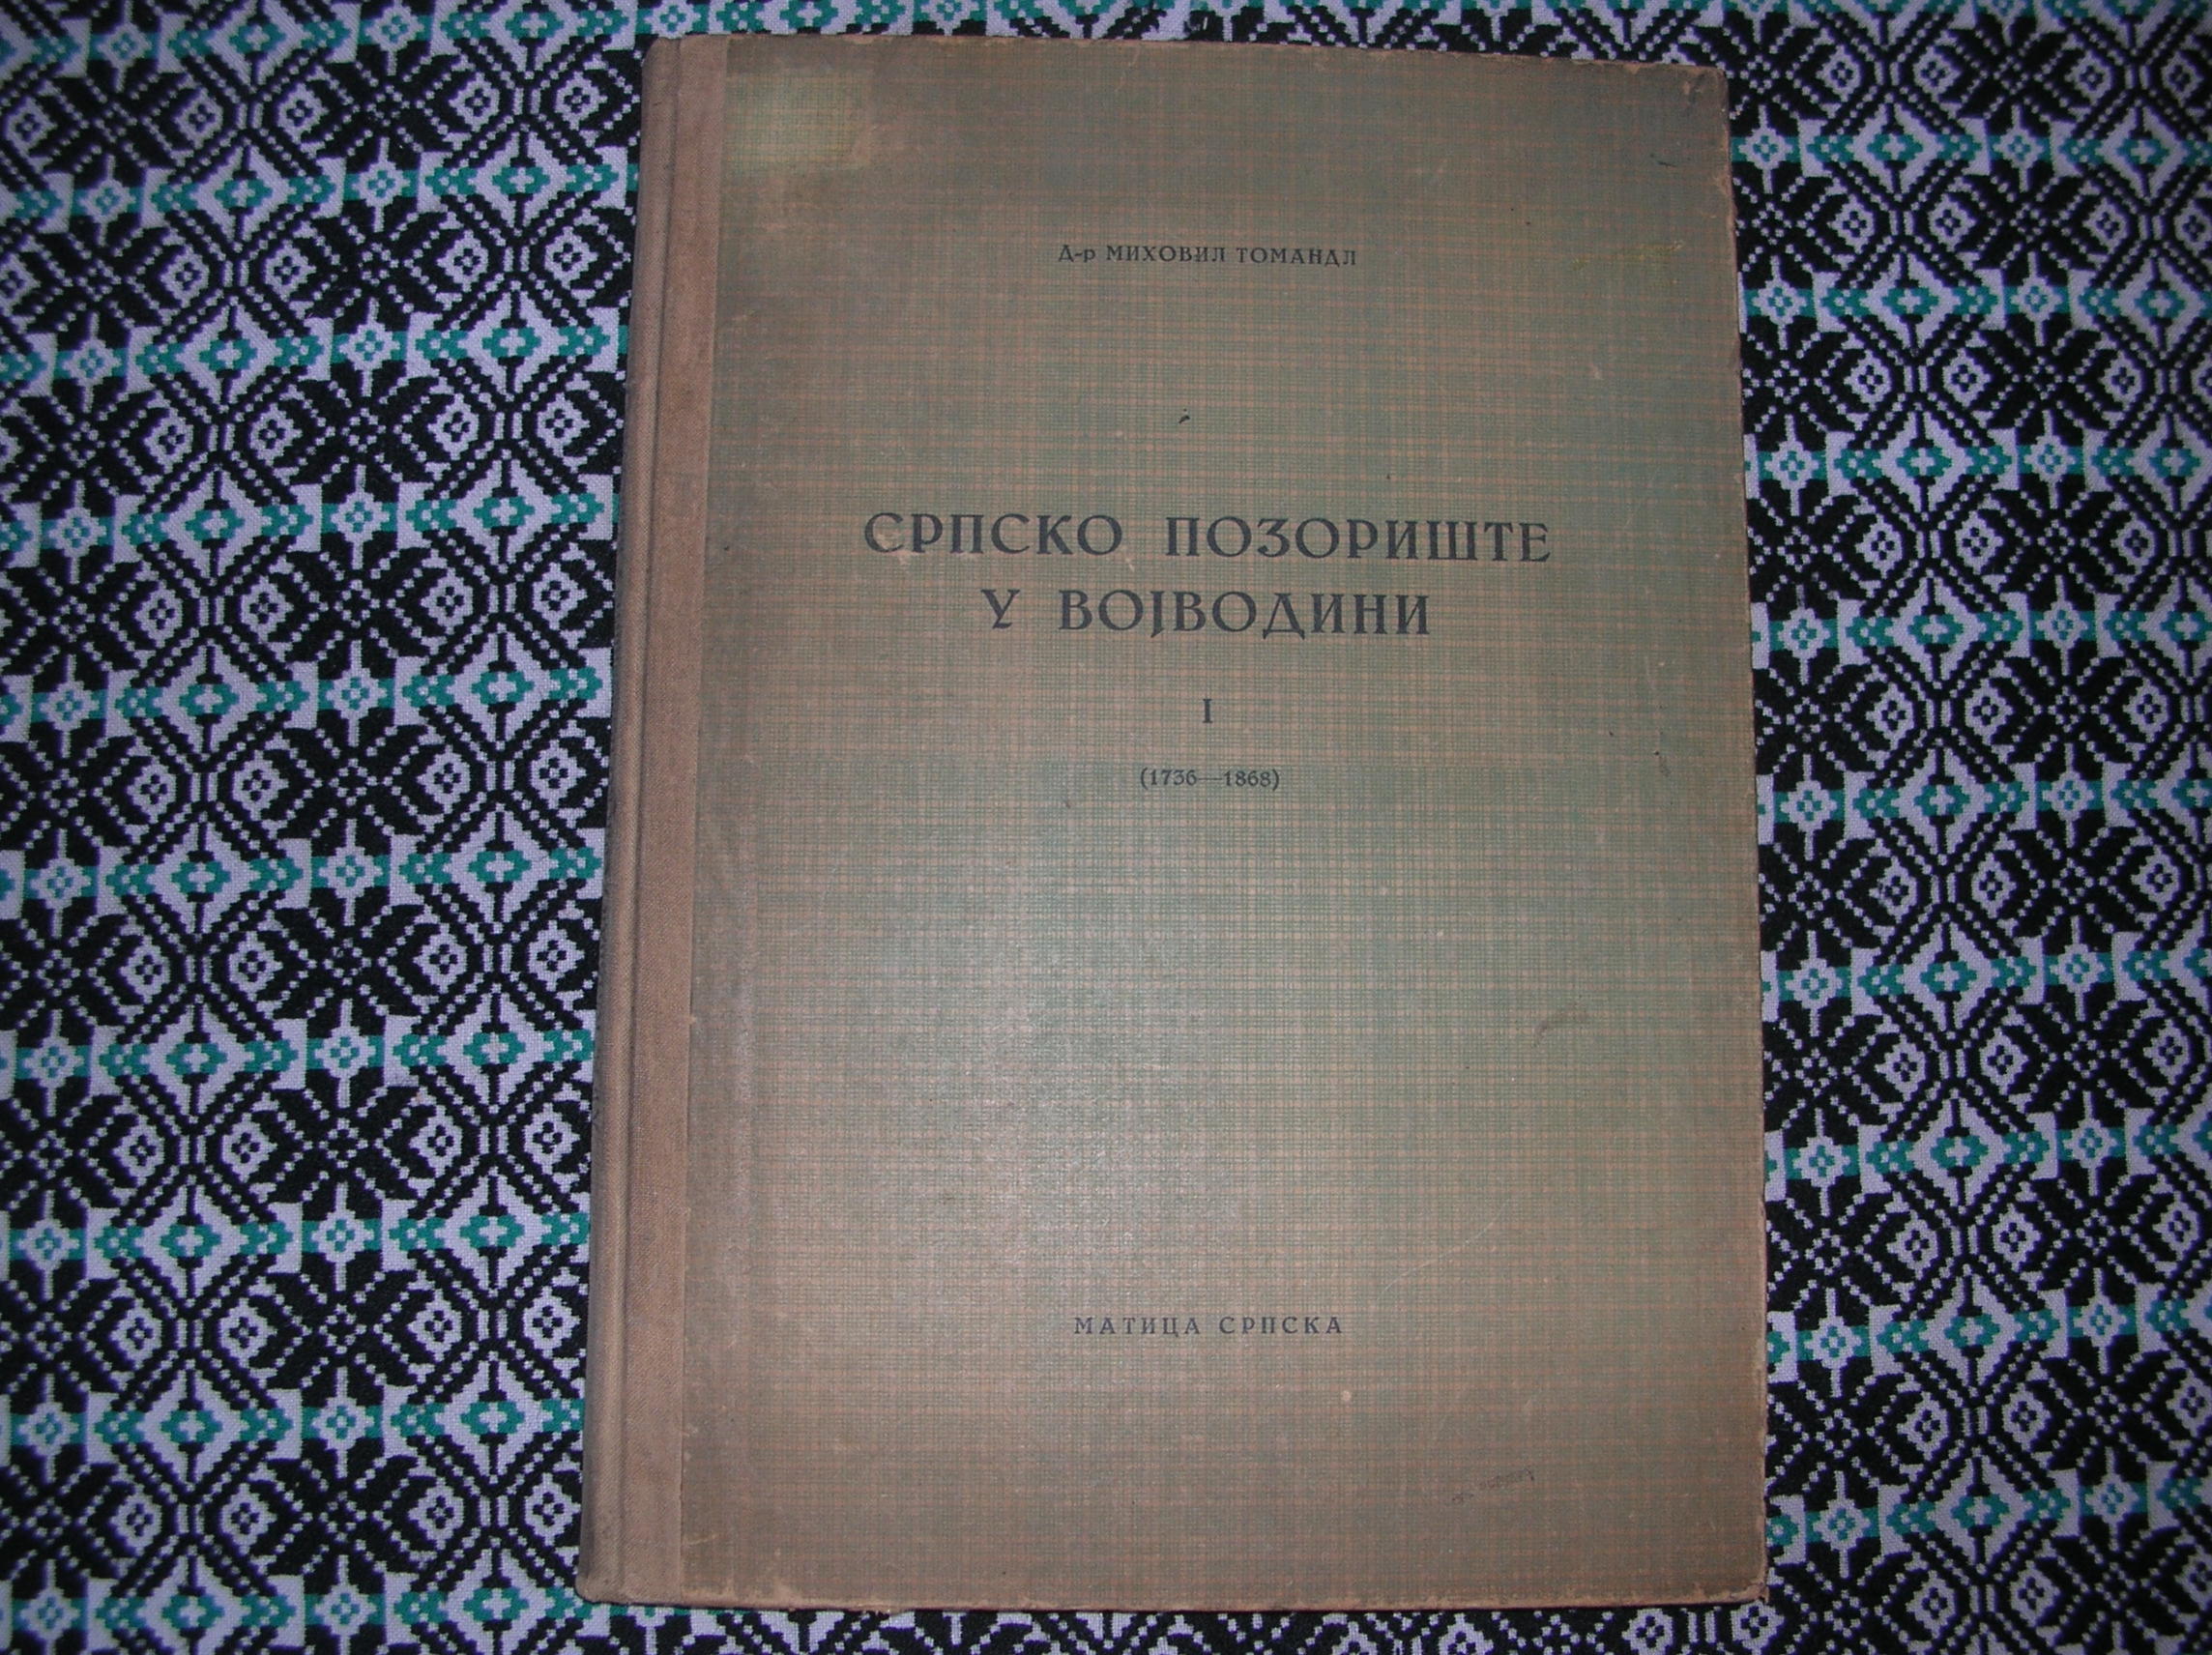 Д-р МИХОВИЛ ТОМАНДЛ
СРПСКО ПОЗОРИШТЕ
У ВОЈВОДИНИ
I
(1736—1868)
МАТИЦА СРПСКА